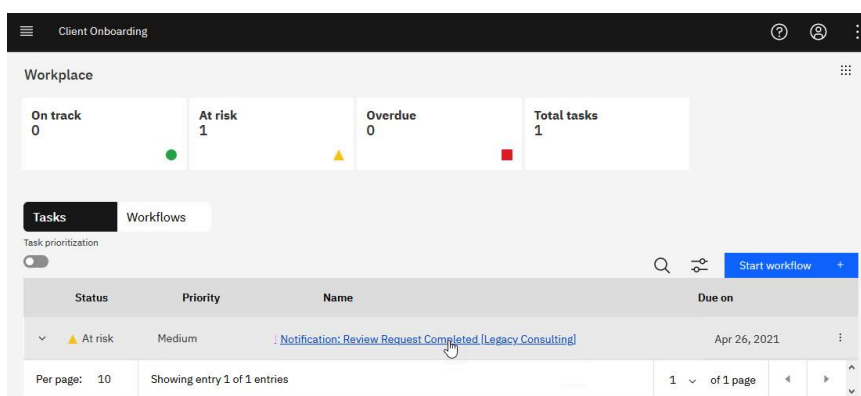 Client Onboarding
Workplace
On track
0
At risk
1
Overdue
0
Total tasks
1
Tasks
Workflows
Task prioritization
Start workflow +
Status Priority Name Due on
At risk Medium Notification: Review Request Completed [Legacy Consulting] Apr 26, 2021
Per page: 10 Showing entry 1 of 1 entries 1 of 1 page